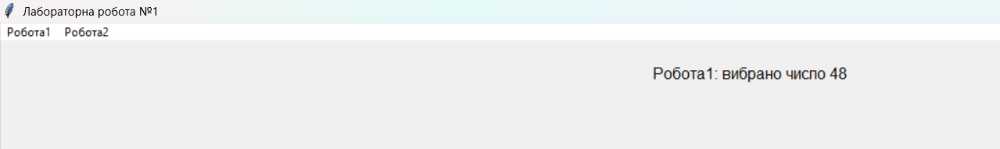 Лабораторна робота №1
Робота1 Робота2
Робота1: вибрано число 48